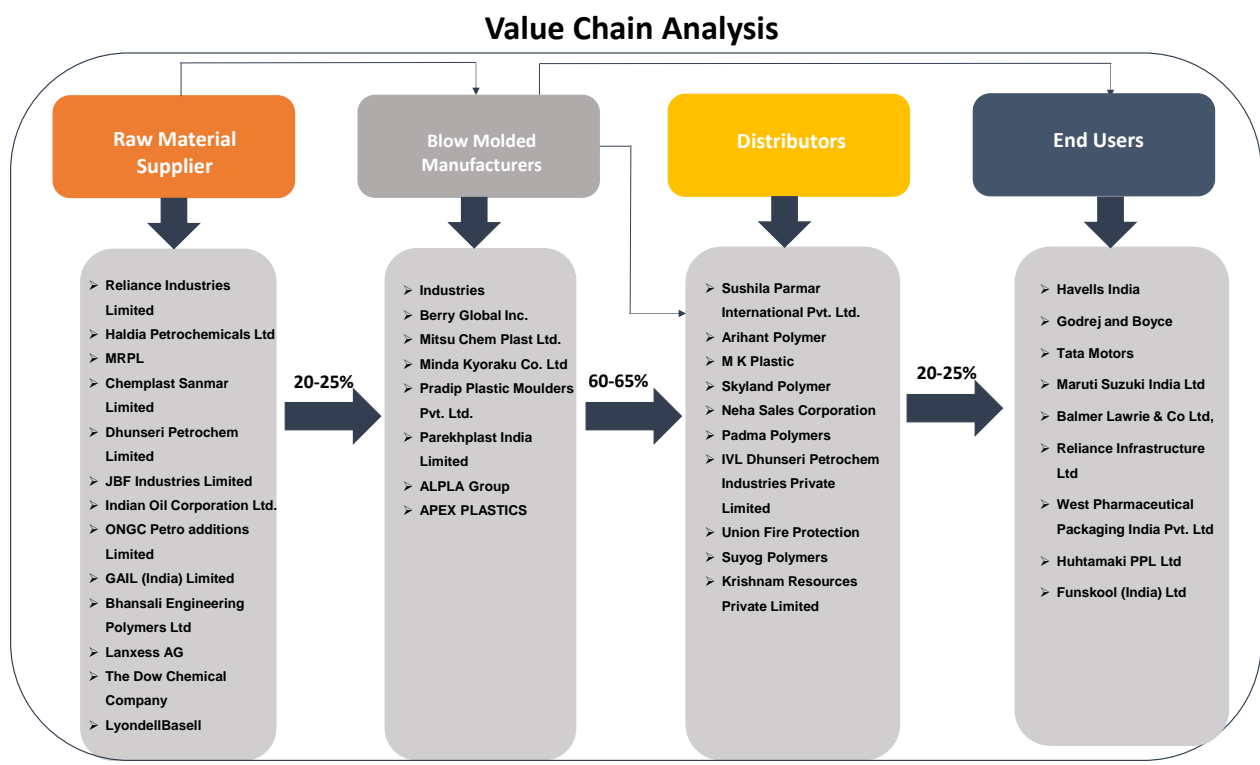 Value Chain Analysis
Raw Material
Supplier
Blow Molded
Manufacturers
Distributors
End Users
➢ Reliance Industries
Limited
➢ Haldia Petrochemicals Ltd
➢ MRPL
➢ Chemplast Sanmar
Limited
➢ Dhunseri Petrochem
Limited
➢ JBF Industries Limited
➢ Indian Oil Corporation Ltd.
➢ ONGC Petro additions
Limited
➢ GAIL (India) Limited
➢ Bhansali Engineering
Polymers Ltd
➢ Lanxess AG
➢ The Dow Chemical
Company
➢ LyondellBasell
20-25%
➢ Industries
➢ Berry Global Inc.
➢ Mitsu Chem Plast Ltd.
➢ Minda Kyoraku Co. Ltd
➢ Pradip Plastic Moulders
Pvt. Ltd.
➢ Parekhplast India
Limited
➢ ALPLA Group
➢ APEX PLASTICS
60-65%
➢ Sushila Parmar
International Pvt. Ltd.
➢ Arihant Polymer
➢ M K Plastic
➢ Skyland Polymer
➢ Neha Sales Corporation
➢ Padma Polymers
➢ IVL Dhunseri Petrochem
Industries Private
Limited
➢ Union Fire Protection
➢ Suyog Polymers
➢ Krishnam Resources
Private Limited
20-25%
➢ Havells India
➢ Godrej and Boyce
➢ Tata Motors
➢ Maruti Suzuki India Ltd
➢ Balmer Lawrie & Co Ltd,
➢ Reliance Infrastructure
Ltd
➢ West Pharmaceutical
Packaging India Pvt. Ltd
➢ Huhtamaki PPL Ltd
➢ Funskool (India) Ltd